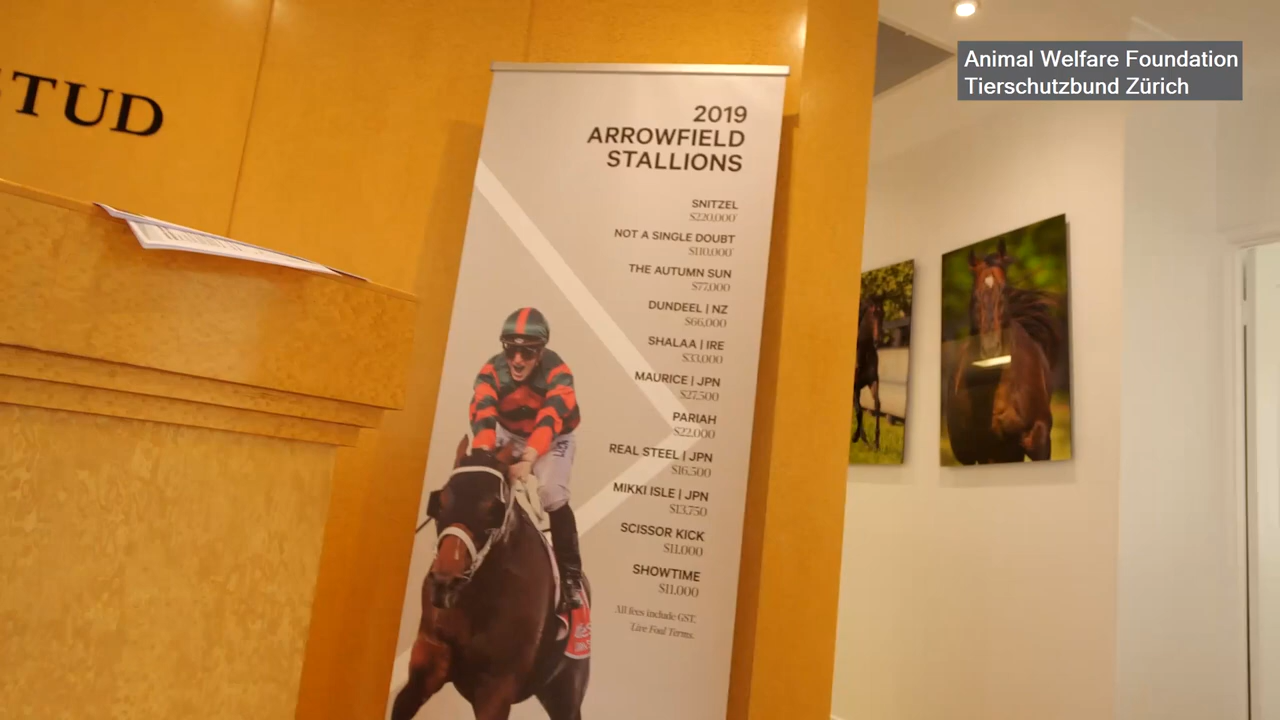 STUD
Animal Welfare Foundation
Tierschutzbund Zürich
2019
ARROWFIELD
STALLIONS
SNITZEL
$220,000*
NOT A SINGLE DOUBT
$110,000*
THE AUTUMN SUN
$77,000
DUNDEEL | NZ
$66,000
SHALAA | IRE
$33,000
MAURICE | JPN
$27,500
PARIAH
$22,000
REAL STEEL | JPN
$16,500
MIKKI ISLE | JPN
$13,750
SCISSOR KICK
$11,000
SHOWTIME
$11,000
All fees include GST.
*Live Foal Terms.